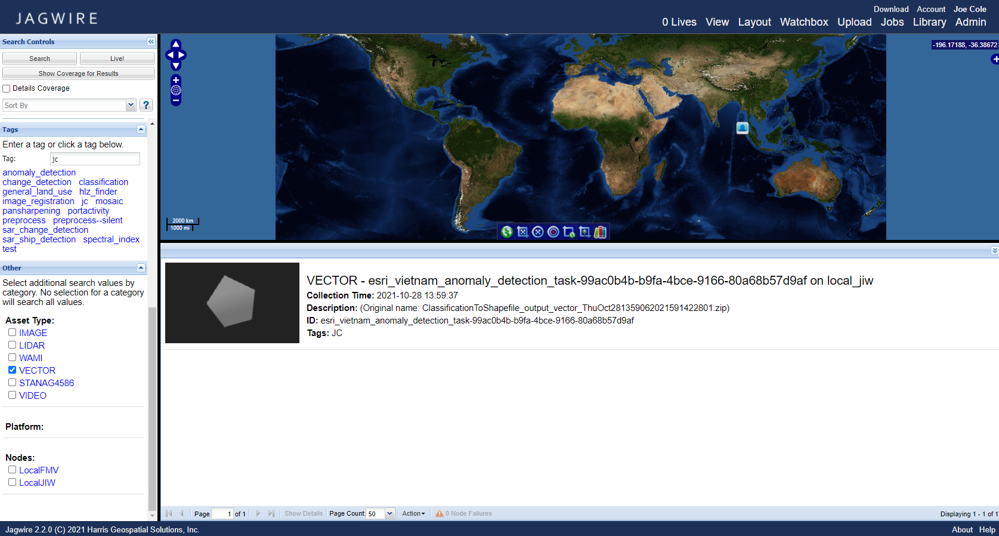 JAGWIRE
Download Account Joe Cole
0 Lives View Layout Watchbox Upload Jobs Library Admin
Search Controls
Search Live!
Show Coverage for Results
Details Coverage
Sort By
?
Tags
Enter a tag or click a tag below.
Tag: jc
anomaly_detection
change_detection classification
general_land_use hlz_finder
image_registration jc mosaic
pansharpening portactivity
preprocess preprocess--silent
sar_change_detection
sar_ship_detection spectral_index
test
Other
Select additional search values by
category. No selection for a category
will search all values.
Asset Type:
IMAGE
LIDAR
WAMI
VECTOR
STANAG4586
VIDEO
Platform:
Nodes:
LocalFMV
LocalJIW
-196.17188, -36.38672
2000 km
1000 mi
VECTOR - esri_vietnam_anomaly_detection_task-99ac0b4b-b9fa-4bce-9166-80a68b57d9af on local_jiw
Collection Time: 2021-10-28 13:59:37
Description: (Original name: ClassificationToShapefile_output_vector_ThuOct281359062021591422801.zip)
ID: esri_vietnam_anomaly_detection_task-99ac0b4b-b9fa-4bce-9166-80a68b57d9af
Tags: JC
Page 1 of 1 Show Details Page Count: 50 Action 0 Node Failures Displaying 1 - 1 of 1
Jagwire 2.2.0 (C) 2021 Harris Geospatial Solutions, Inc. About Help